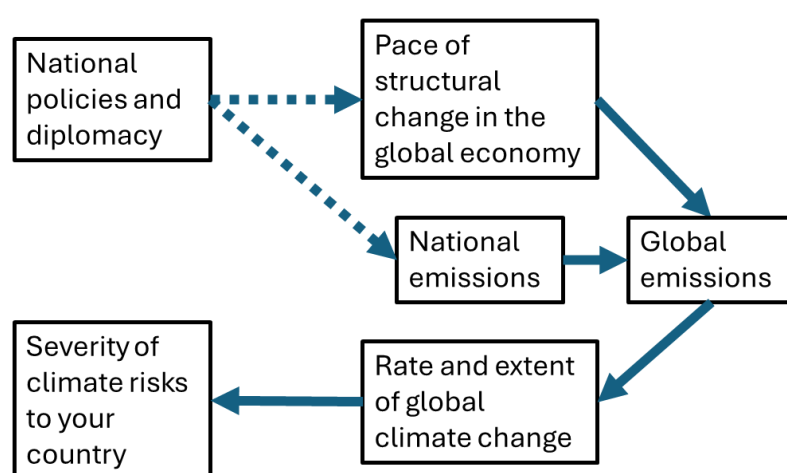 National
policies and
diplomacy
Pace of
structural
change in the
global economy
National
emissions
Global
emissions
Severity of
climate risks
to your
country
Rate and extent
of global
climate change